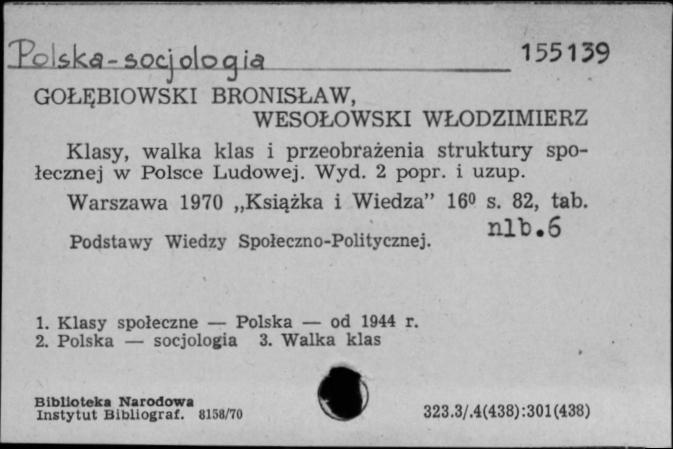 Polska-socjologia 155139
GOŁĘBIOWSKI BRONISŁAW,
WESOŁOWSKI WŁODZIMIERZ
Klasy, walka klas i przeobrażenia struktury spo-
łecznej w Polsce Ludowej. Wyd. 2 popr. i uzup.
Warszawa 1970 „Książka i Wiedza” 16⁰ s. 82, tab.
nlb.6
Podstawy Wiedzy Społeczno-Politycznej.
1. Klasy społeczne — Polska — od 1944 r.
2. Polska — socjologia 3. Walka klas
Biblioteka Narodowa
Instytut Bibliograf. 8158/70 323.3/.4(438):301(438)